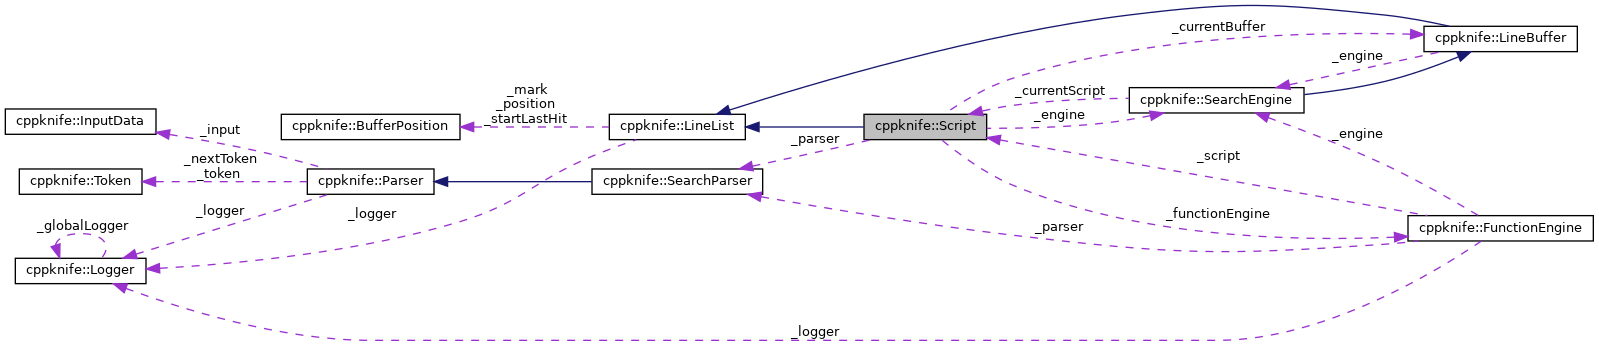 _currentBuffer
cppknife::LineBuffer
_engine
_mark
_position
_startLastHit
_currentScript
_engine
cppknife::SearchEngine
cppknife::InputData
_input
cppknife::BufferPosition
cppknife::LineList
cppknife::Script
_parser
_engine
_script
_nextToken
_token
cppknife::Token
cppknife::Parser
cppknife::SearchParser
_logger
_logger
_functionEngine
_parser
cppknife::FunctionEngine
_globalLogger
cppknife::Logger
_logger